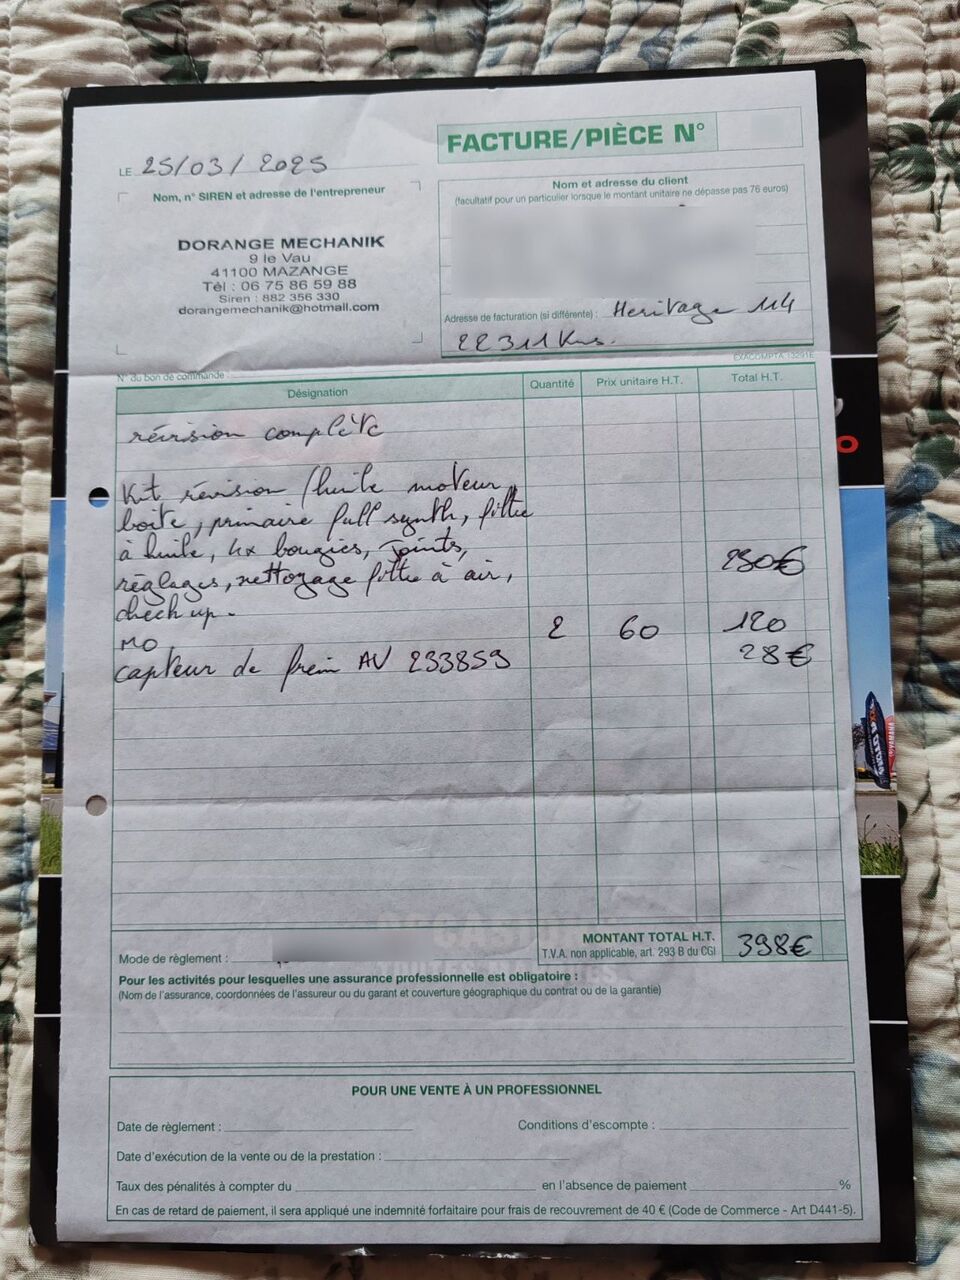 FACTURE/PIÈCE N°
LE 25/03/2025
Nom, n° SIREN et adresse de l'entrepreneur
DORANGE MECHANIK
9 le Vau
41100 MAZANGE
Tél : 06 75 86 59 88
Siren : 882 356 330
dorangemechanik@hotmail.com
Nom et adresse du client
(facultatif pour un particulier lorsque le montant unitaire ne dépasse pas 76 euros)
Adresse de facturation (si différente) : Heritage 114
22311 Kms.
EXACOMPTA 13291E
N° du bon de commande :
Désignation Quantité Prix unitaire H.T. Total H.T.
révision complète
Kit révision (huile moteur,
boite, primaire full synth, filtre
à huile, 4x bougies, joints,
réglages, nettoyage filtre à air, 250€
check up.
MO 2 60 120
capteur de frein AV 233859 28€
MONTANT TOTAL H.T. 398€
T.V.A. non applicable, art. 293 B du CGI
Mode de règlement :
Pour les activités pour lesquelles une assurance professionnelle est obligatoire :
(Nom de l'assurance, coordonnées de l'assureur ou du garant et couverture géographique du contrat ou de la garantie)
POUR UNE VENTE À UN PROFESSIONNEL
Date de règlement : Conditions d'escompte :
Date d'exécution de la vente ou de la prestation :
Taux des pénalités à compter du en l'absence de paiement %
En cas de retard de paiement, il sera appliqué une indemnité forfaitaire pour frais de recouvrement de 40 € (Code de Commerce - Art D441-5).
YAMAHA